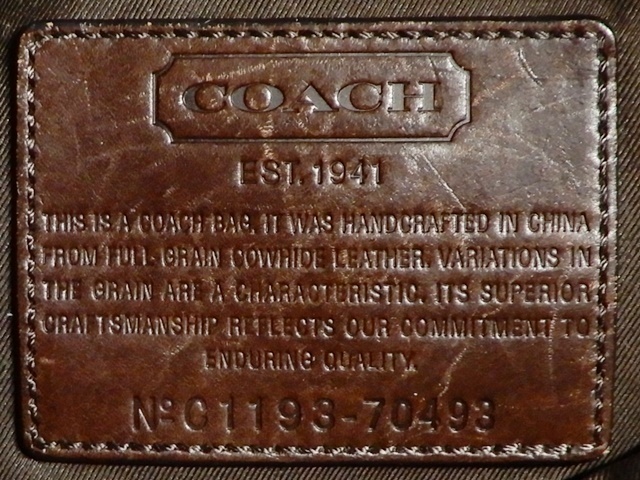 COACH
EST. 1941
THIS IS A COACH BAG. IT WAS HANDCRAFTED IN CHINA
FROM FULL-GRAIN COWHIDE LEATHER. VARIATIONS IN
THE GRAIN ARE A CHARACTERISTIC. ITS SUPERIOR
CRAFTSMANSHIP REFLECTS OUR COMMITMENT TO
ENDURING QUALITY.
Nº C1193-70493